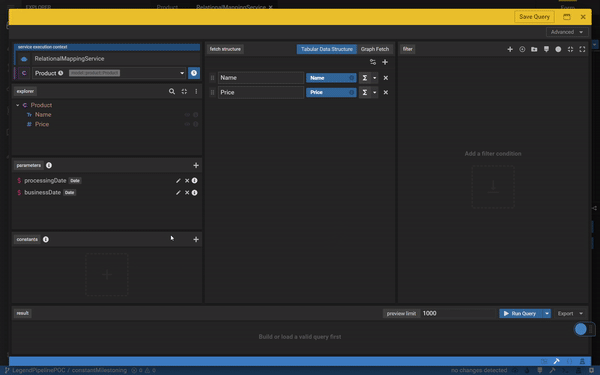 EXPLORER
Product
RelationalMappingService
Save Query
Advanced
service execution context
RelationalMappingService
C Product
explorer
C Product
Name
Price
parameters
processingDate Date
businessDate Date
constants
fetch structure
Tabular Data Structure
Graph Fetch
Name
Name
Price
Price
filter
Add a filter condition
result
preview limit
1000
Run Query
Export
Build or load a valid query first
LegendPipelinePOC / constantMilestoning
0
0
no changes detected